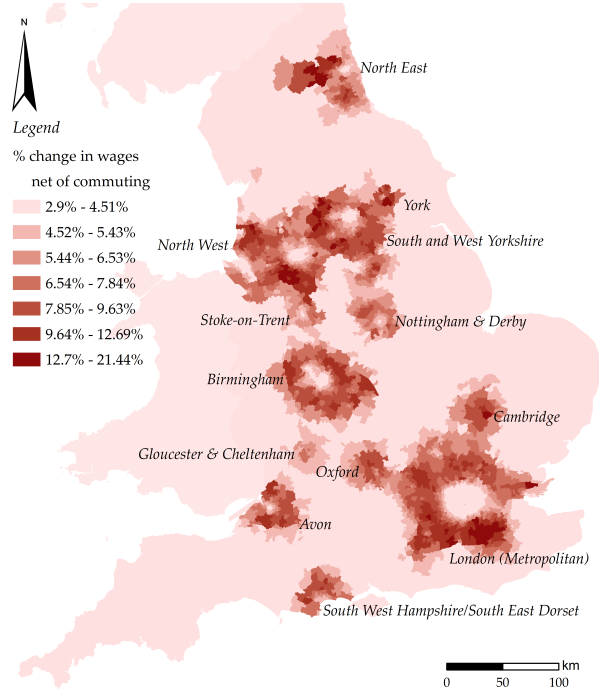 N
North East
Legend
% change in wages
net of commuting
2.9% - 4.51%
4.52% - 5.43%
5.44% - 6.53%
6.54% - 7.84%
7.85% - 9.63%
9.64% - 12.69%
12.7% - 21.44%
York
North West
South and West Yorkshire
Stoke-on-Trent
Nottingham & Derby
Birmingham
Cambridge
Gloucester & Cheltenham
Oxford
Avon
London (Metropolitan)
South West Hampshire/South East Dorset
km
0 50 100